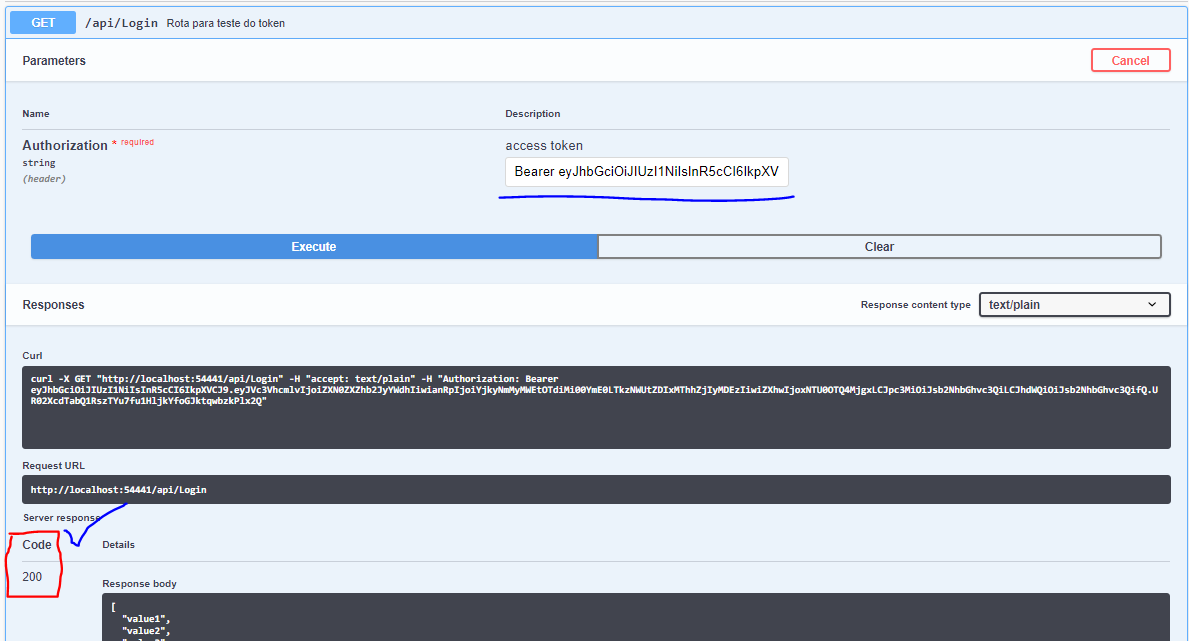 GET /api/Login Rota para teste do token
Parameters Cancel
Name Description
Authorization * required access token
string Bearer eyJhbGciOiJIUzI1NiIsInR5cCI6IkpXV
(header)
Execute Clear
Responses Response content type text/plain
Curl
curl -X GET "http://localhost:54441/api/Login" -H "accept: text/plain" -H "Authorization: Bearer
eyJhbGciOiJIUzI1NiIsInR5cCI6IkpXVCJ9.eyJVc3VhcmlvIjoiZXN0ZXZhb2JyYWdhIiwianRpIjoiYjkyNmMyMWEtOTdiMi00YmE0LTkzNWUtZDIxMThhZjIyMDEzIiwiZXhwIjoxNTU0OTQ4MjgxLCJpc3MiOiJsb2NhbGhvc3QiLCJhdWQiOiJsb2NhbGhvc3QifQ.U
R02XcdTabQ1RszTYu7fu1HljkYfoGJktqwbzkPlx2Q"
Request URL
http://localhost:54441/api/Login
Server response
Code Details
200
Response body
[
"value1",
"value2",